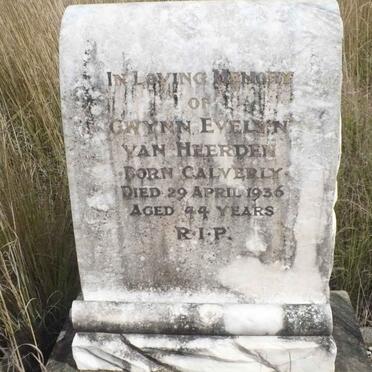 IN LOVING MEMORY
OF
GWYNN EVELYN
VAN HEERDEN
BORN CALVERLY
DIED 29 APRIL 1936
AGED 44 YEARS
R.I.P.